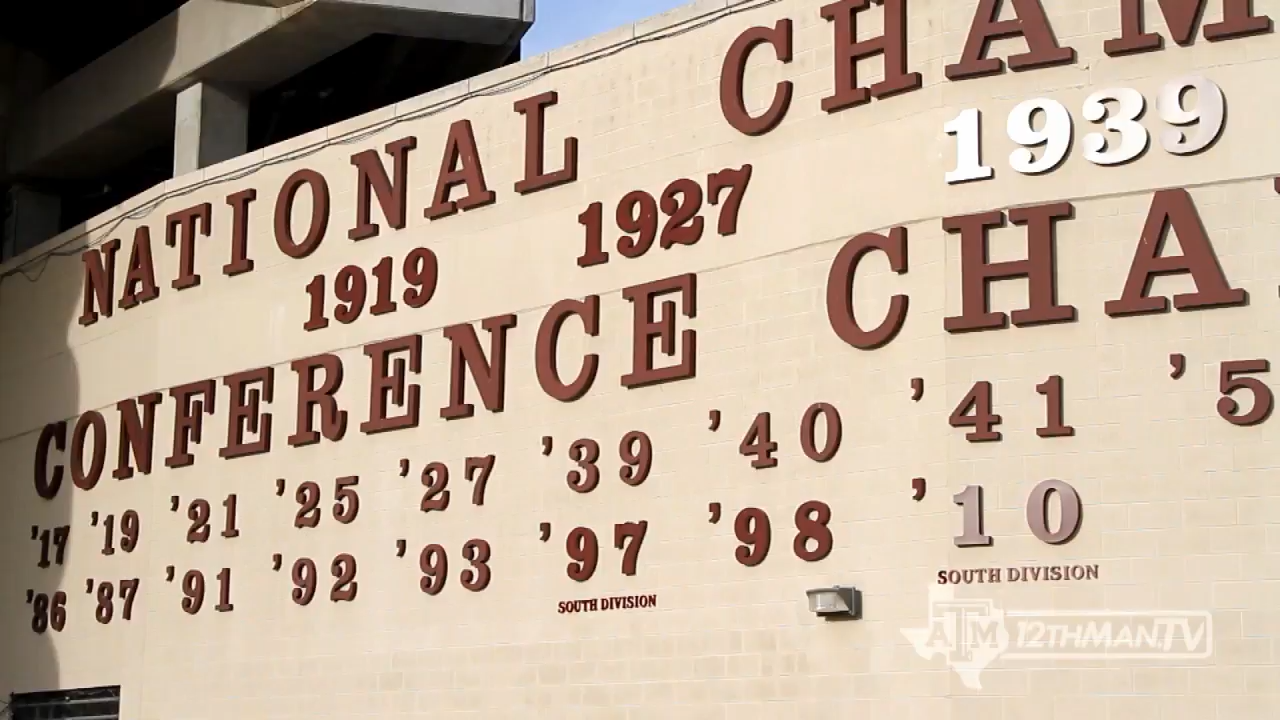 NATIONAL CHAM
1919 1927 1939
CONFERENCE CHA
'17 '19 '21 '25 '27 '39 '40 '41 '5
'86 '87 '91 '92 '93 '97 '98 '10
SOUTH DIVISION SOUTH DIVISION
ATM 12THMAN.TV